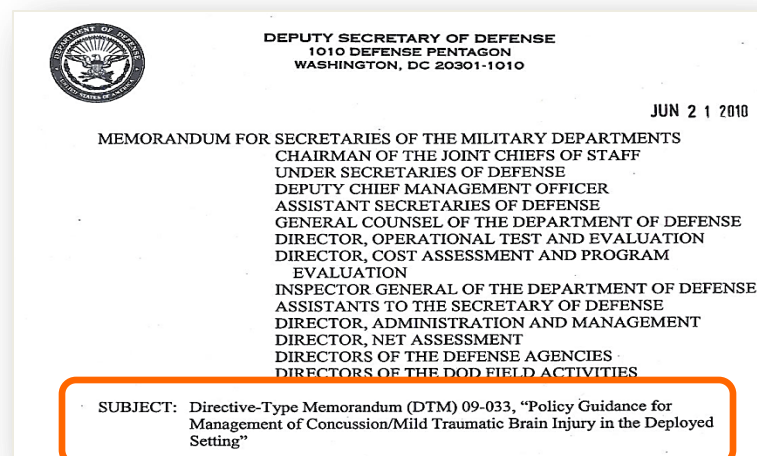 DEPUTY SECRETARY OF DEFENSE
1010 DEFENSE PENTAGON
WASHINGTON, DC 20301-1010
JUN 2 1 2010
MEMORANDUM FOR SECRETARIES OF THE MILITARY DEPARTMENTS
CHAIRMAN OF THE JOINT CHIEFS OF STAFF
UNDER SECRETARIES OF DEFENSE
DEPUTY CHIEF MANAGEMENT OFFICER
ASSISTANT SECRETARIES OF DEFENSE
GENERAL COUNSEL OF THE DEPARTMENT OF DEFENSE
DIRECTOR, OPERATIONAL TEST AND EVALUATION
DIRECTOR, COST ASSESSMENT AND PROGRAM
EVALUATION
INSPECTOR GENERAL OF THE DEPARTMENT OF DEFENSE
ASSISTANTS TO THE SECRETARY OF DEFENSE
DIRECTOR, ADMINISTRATION AND MANAGEMENT
DIRECTOR, NET ASSESSMENT
DIRECTORS OF THE DEFENSE AGENCIES
DIRECTORS OF THE DOD FIELD ACTIVITIES
SUBJECT: Directive-Type Memorandum (DTM) 09-033, “Policy Guidance for
Management of Concussion/Mild Traumatic Brain Injury in the Deployed
Setting”